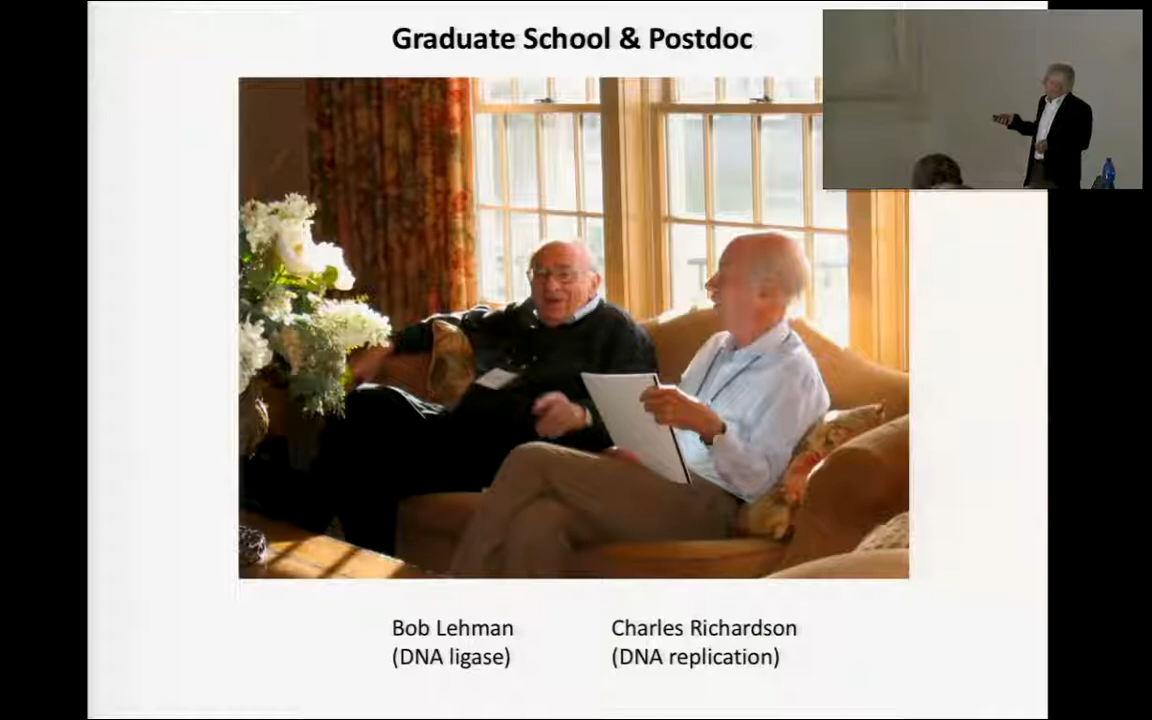 Graduate School & Postdoc
Bob Lehman
(DNA ligase)
Charles Richardson
(DNA replication)